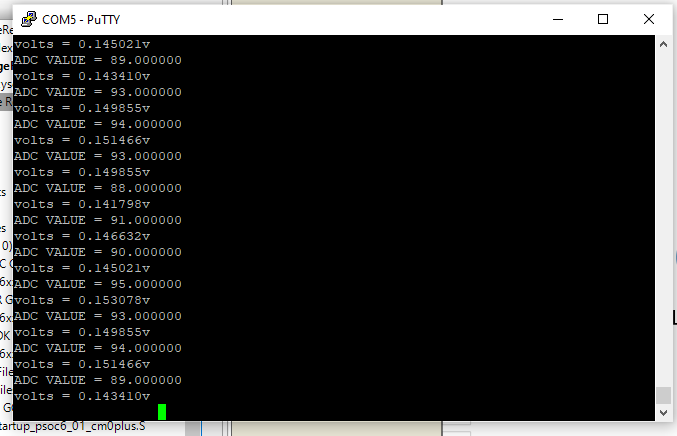 COM5 - PuTTY
volts = 0.145021v
ADC VALUE = 89.000000
volts = 0.143410v
ADC VALUE = 93.000000
volts = 0.149855v
ADC VALUE = 94.000000
volts = 0.151466v
ADC VALUE = 93.000000
volts = 0.149855v
ADC VALUE = 88.000000
volts = 0.141798v
ADC VALUE = 91.000000
volts = 0.146632v
ADC VALUE = 90.000000
volts = 0.145021v
ADC VALUE = 95.000000
volts = 0.153078v
ADC VALUE = 93.000000
volts = 0.149855v
ADC VALUE = 94.000000
volts = 0.151466v
ADC VALUE = 89.000000
volts = 0.143410v
tartup_psoc6_01_cm0plus.S